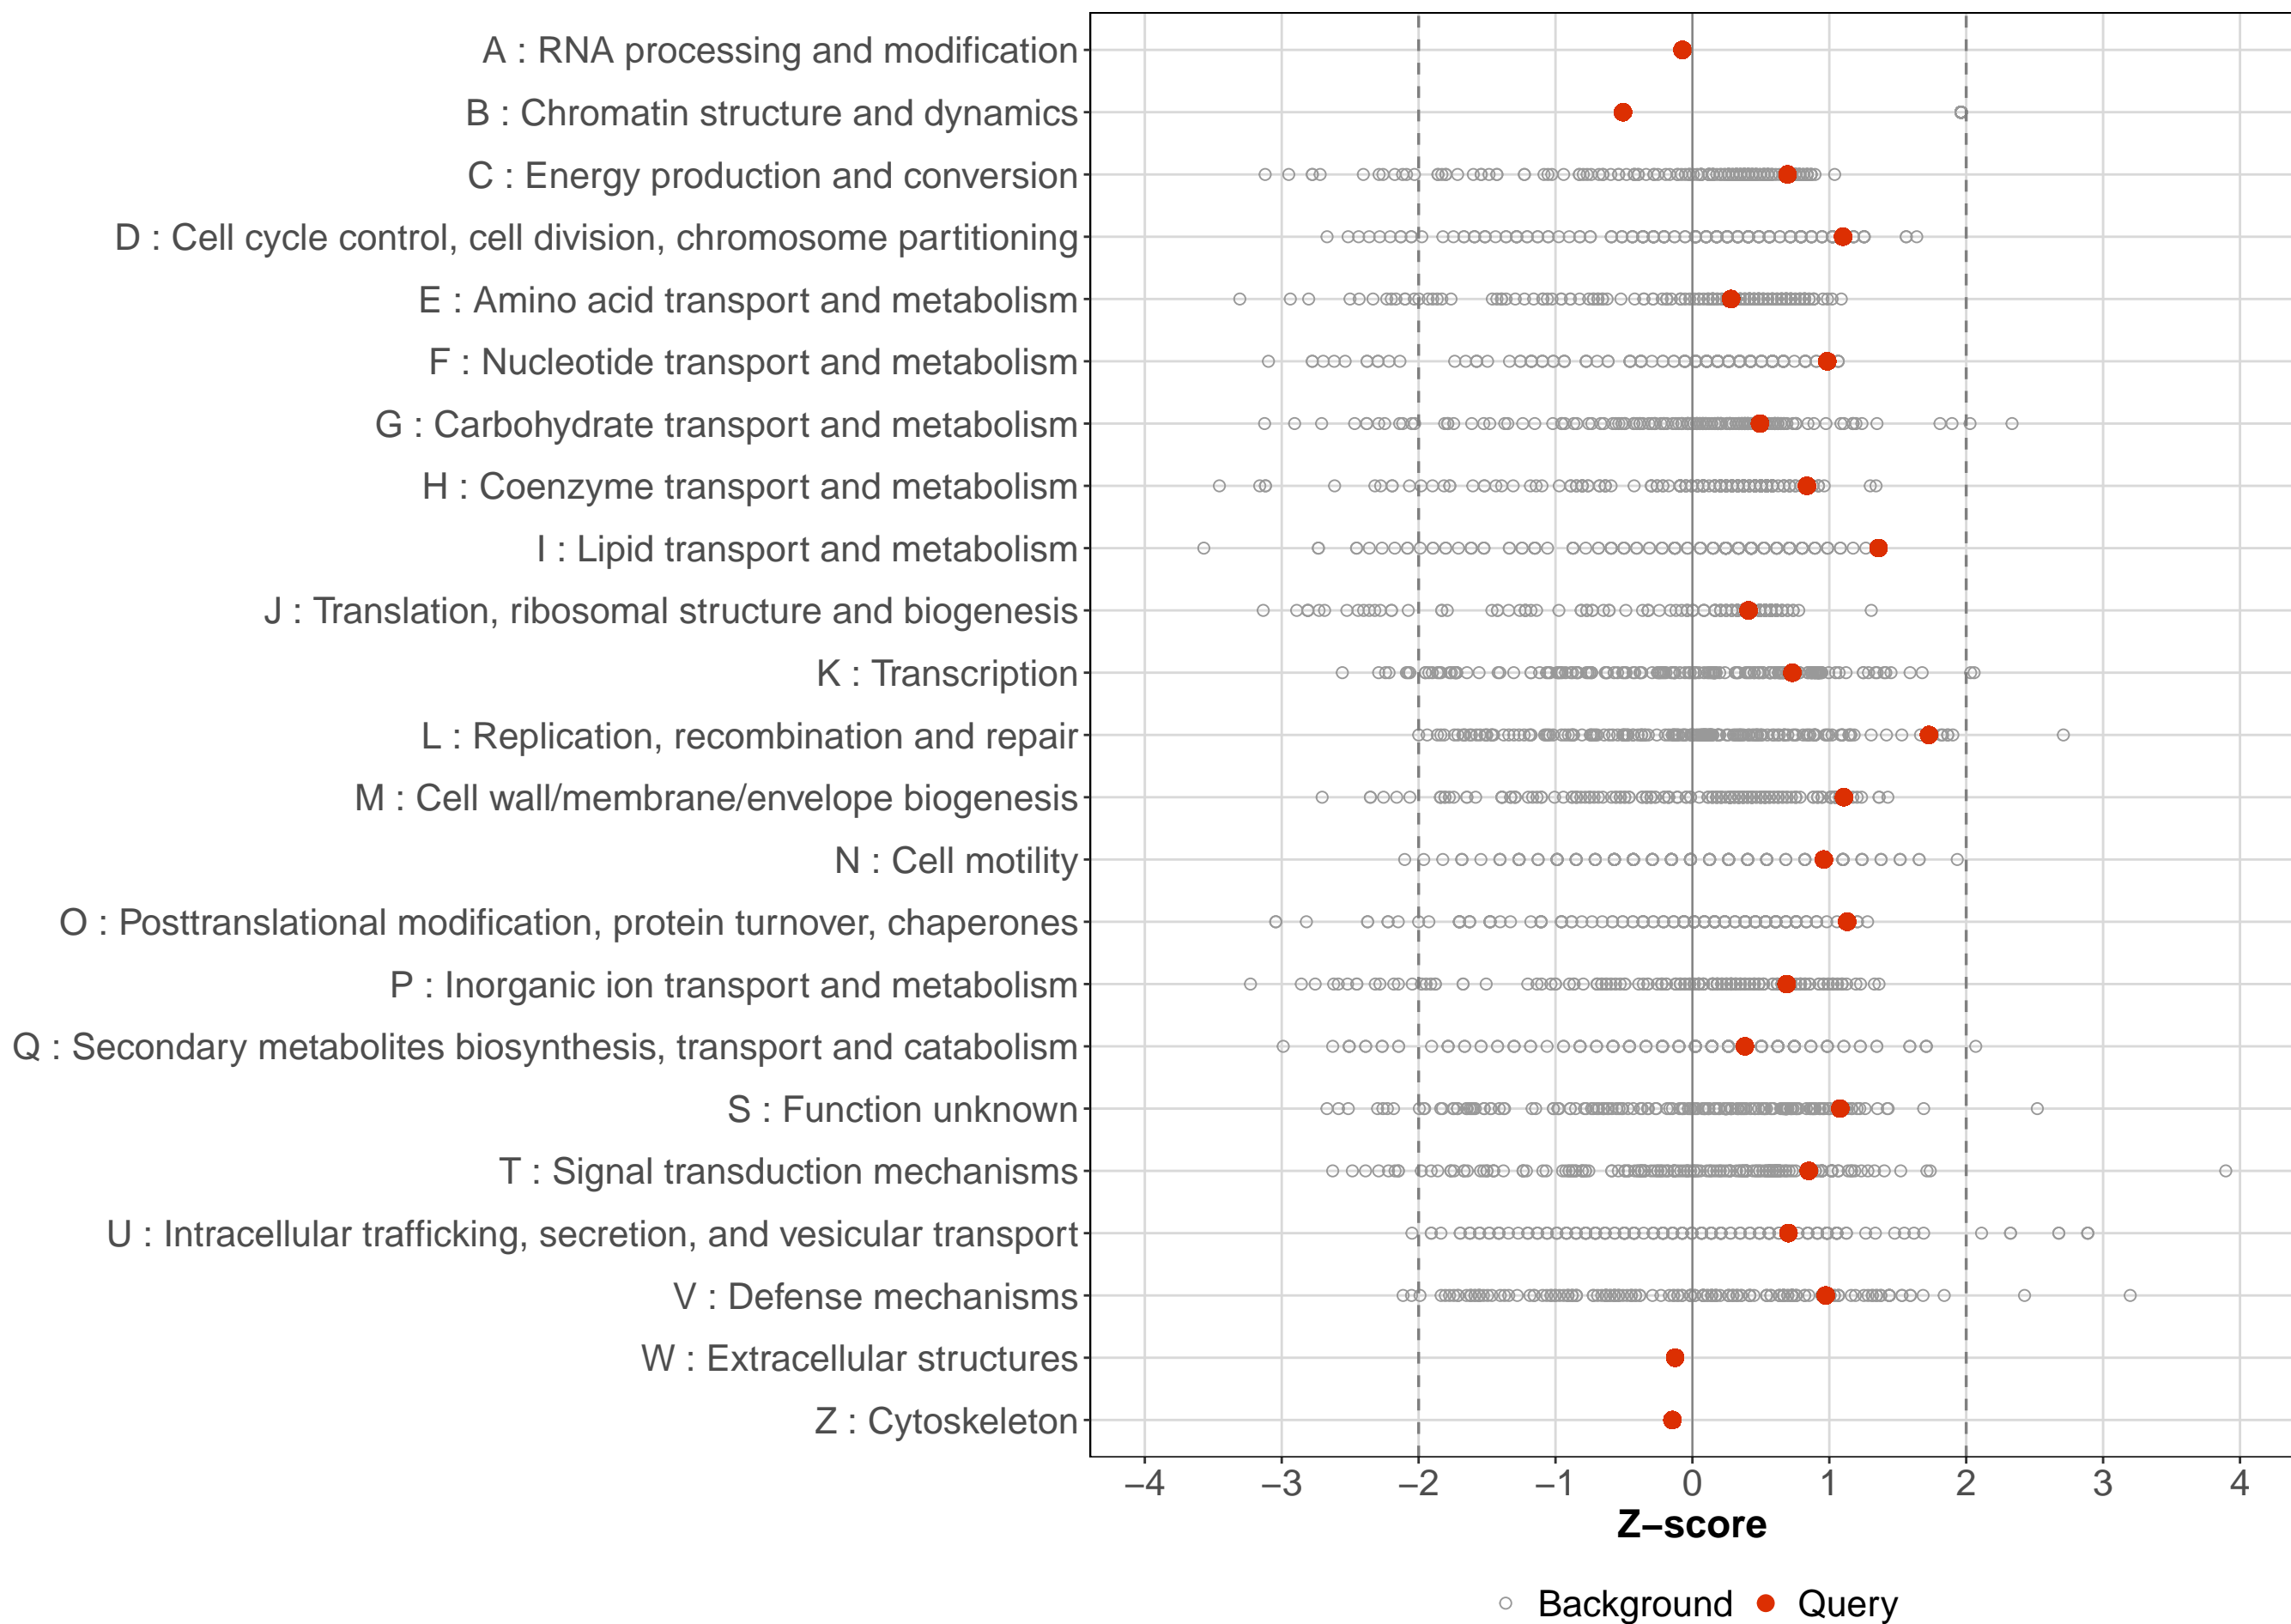 A : RNA processing and modification
B : Chromatin structure and dynamics
C : Energy production and conversion
D : Cell cycle control, cell division, chromosome partitioning
E : Amino acid transport and metabolism
F : Nucleotide transport and metabolism
G : Carbohydrate transport and metabolism
H : Coenzyme transport and metabolism
I : Lipid transport and metabolism
J : Translation, ribosomal structure and biogenesis
K : Transcription
L : Replication, recombination and repair
M : Cell wall/membrane/envelope biogenesis
N : Cell motility
O : Posttranslational modification, protein turnover, chaperones
P : Inorganic ion transport and metabolism
Q : Secondary metabolites biosynthesis, transport and catabolism
S : Function unknown
T : Signal transduction mechanisms
U : Intracellular trafficking, secretion, and vesicular transport
V : Defense mechanisms
W : Extracellular structures
Z : Cytoskeleton
−4 −3 −2 −1 0 1 2 3 4
Z−score
Background Query